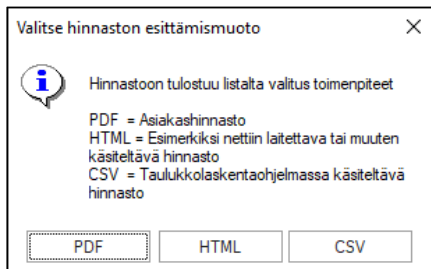 Valitse hinnaston esittämismuoto
Hinnastoon tulostuu listalta valitus toimenpiteet
PDF = Asiakashinnasto
HTML = Esimerkiksi nettiin laitettava tai muuten
käsiteltävä hinnasto
CSV = Taulukkolaskentaohjelmassa käsiteltävä
hinnasto
PDF
HTML
CSV